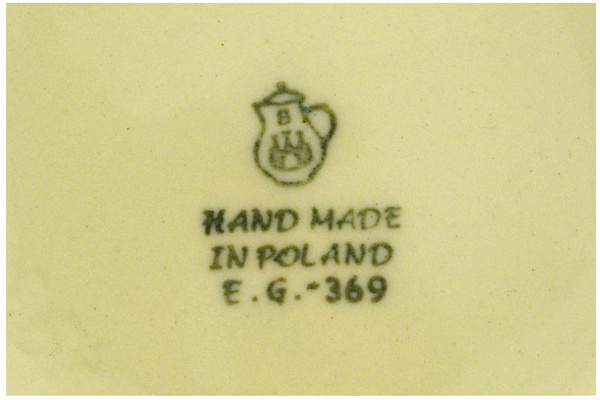 B
HAND MADE
IN POLAND
E.G.-369